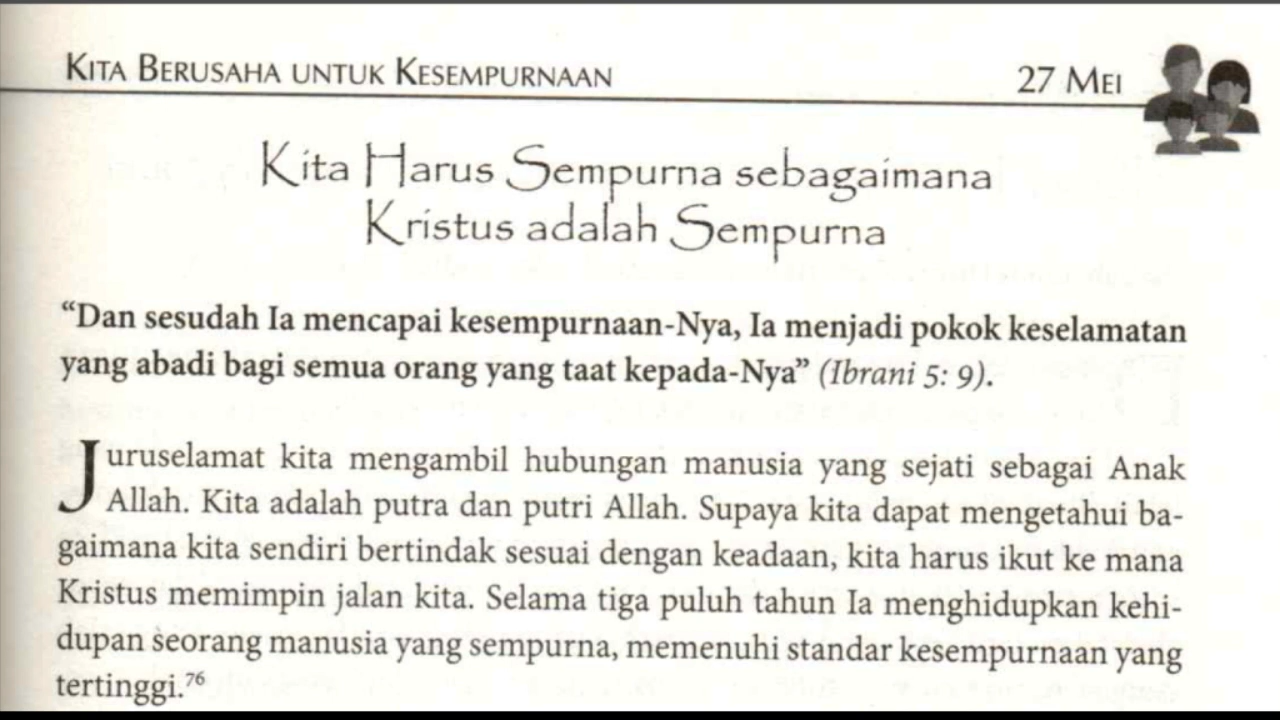 KITA BERUSAHA UNTUK KESEMPURNAAN
27 MEI
Kita Harus Sempurna sebagaimana
Kristus adalah Sempurna
“Dan sesudah Ia mencapai kesempurnaan-Nya, Ia menjadi pokok keselamatan
yang abadi bagi semua orang yang taat kepada-Nya” (Ibrani 5: 9).
Juruselamat kita mengambil hubungan manusia yang sejati sebagai Anak
Allah. Kita adalah putra dan putri Allah. Supaya kita dapat mengetahui ba-
gaimana kita sendiri bertindak sesuai dengan keadaan, kita harus ikut ke mana
Kristus memimpin jalan kita. Selama tiga puluh tahun Ia menghidupkan kehi-
dupan seorang manusia yang sempurna, memenuhi standar kesempurnaan yang
tertinggi.76